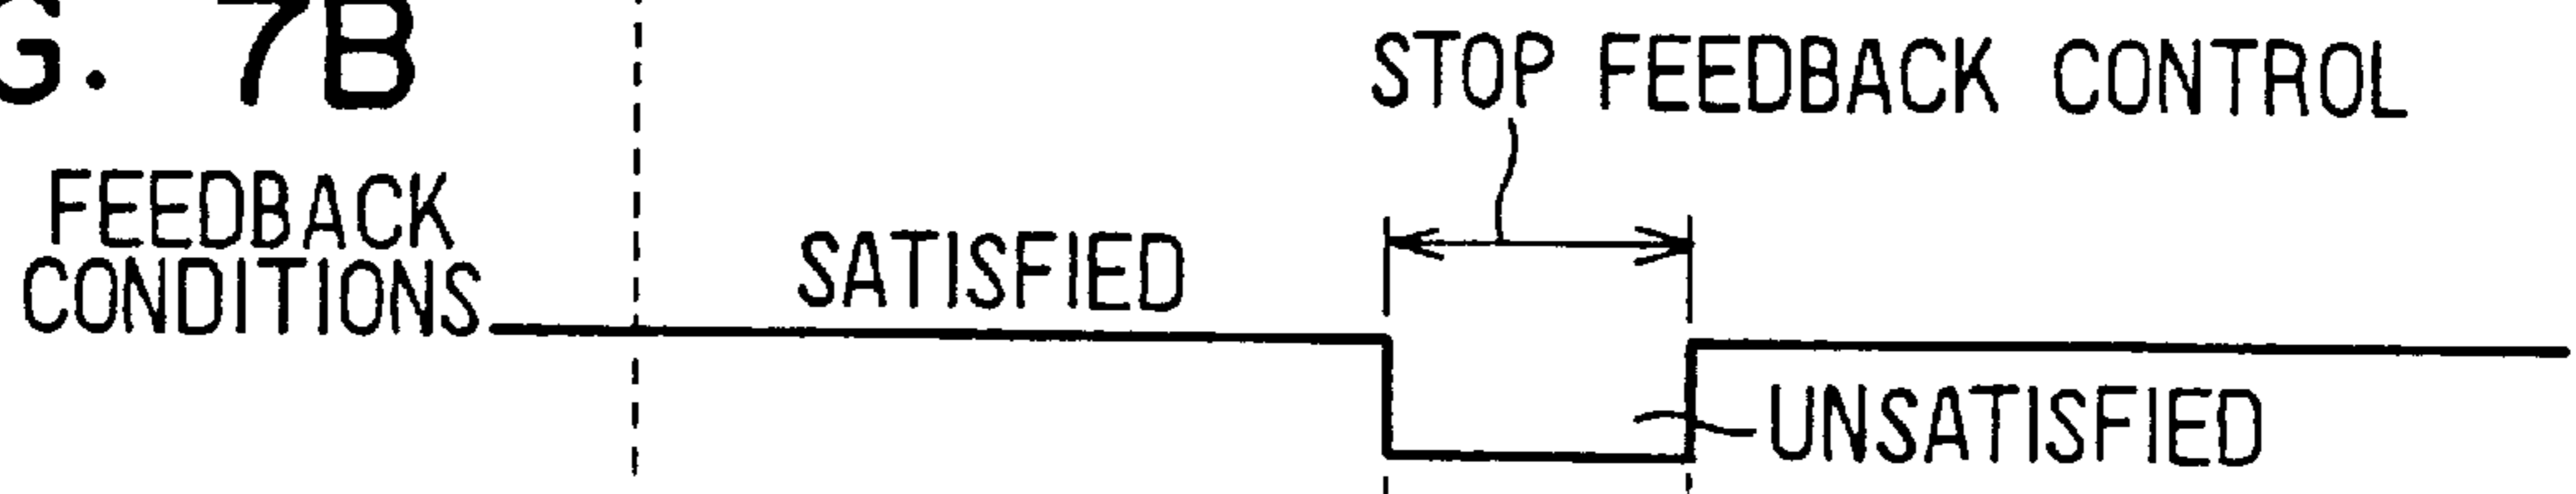 G. 7B
STOP FEEDBACK CONTROL
FEEDBACK
CONDITIONS
SATISFIED
UNSATISFIED